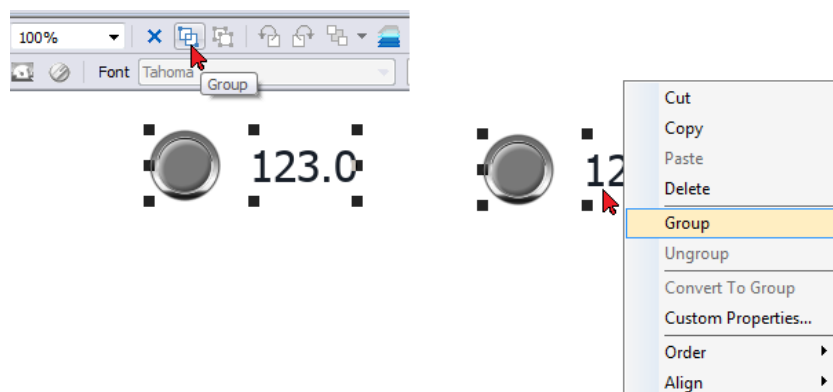 100%
Font Tahoma
Group
123.0
12
Cut
Copy
Paste
Delete
Group
Ungroup
Convert To Group
Custom Properties...
Order
Align